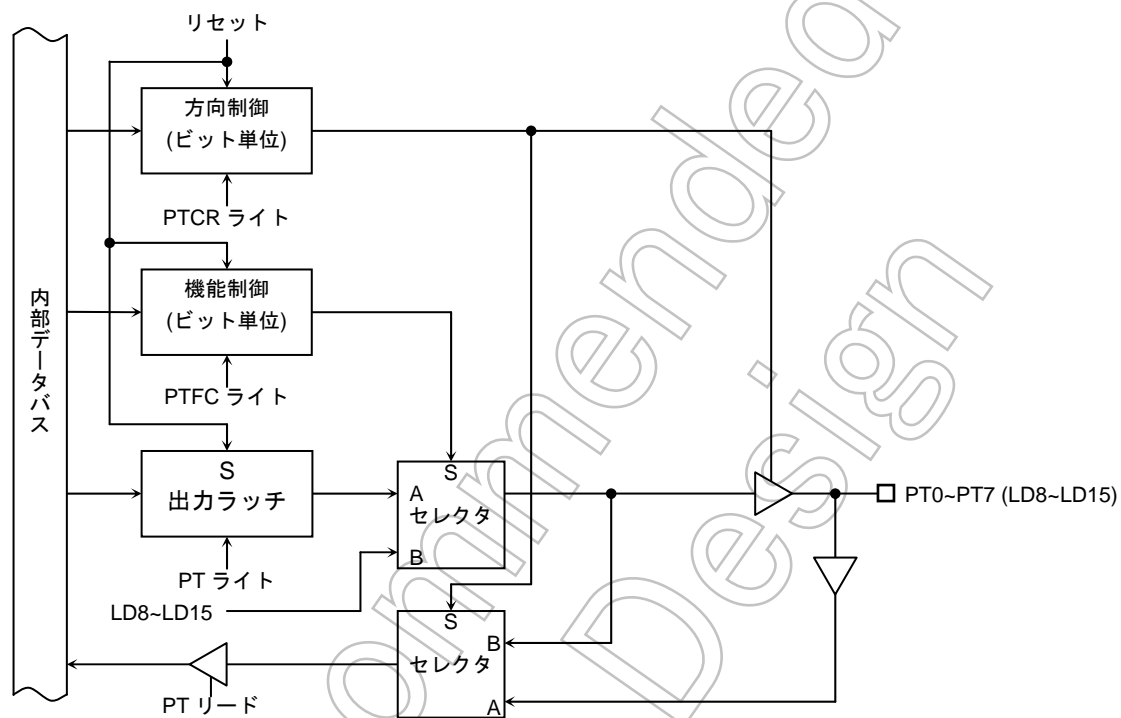 リセット
方向制御
(ビット単位)
PTCR ライト
機能制御
(ビット単位)
PTFC ライト
内部データバス
S
出力ラッチ
PT ライト
S
A
セレクタ
B
LD8~LD15
PT0~PT7 (LD8~LD15)
S
B
セレクタ
A
PT リード
ommended
Design